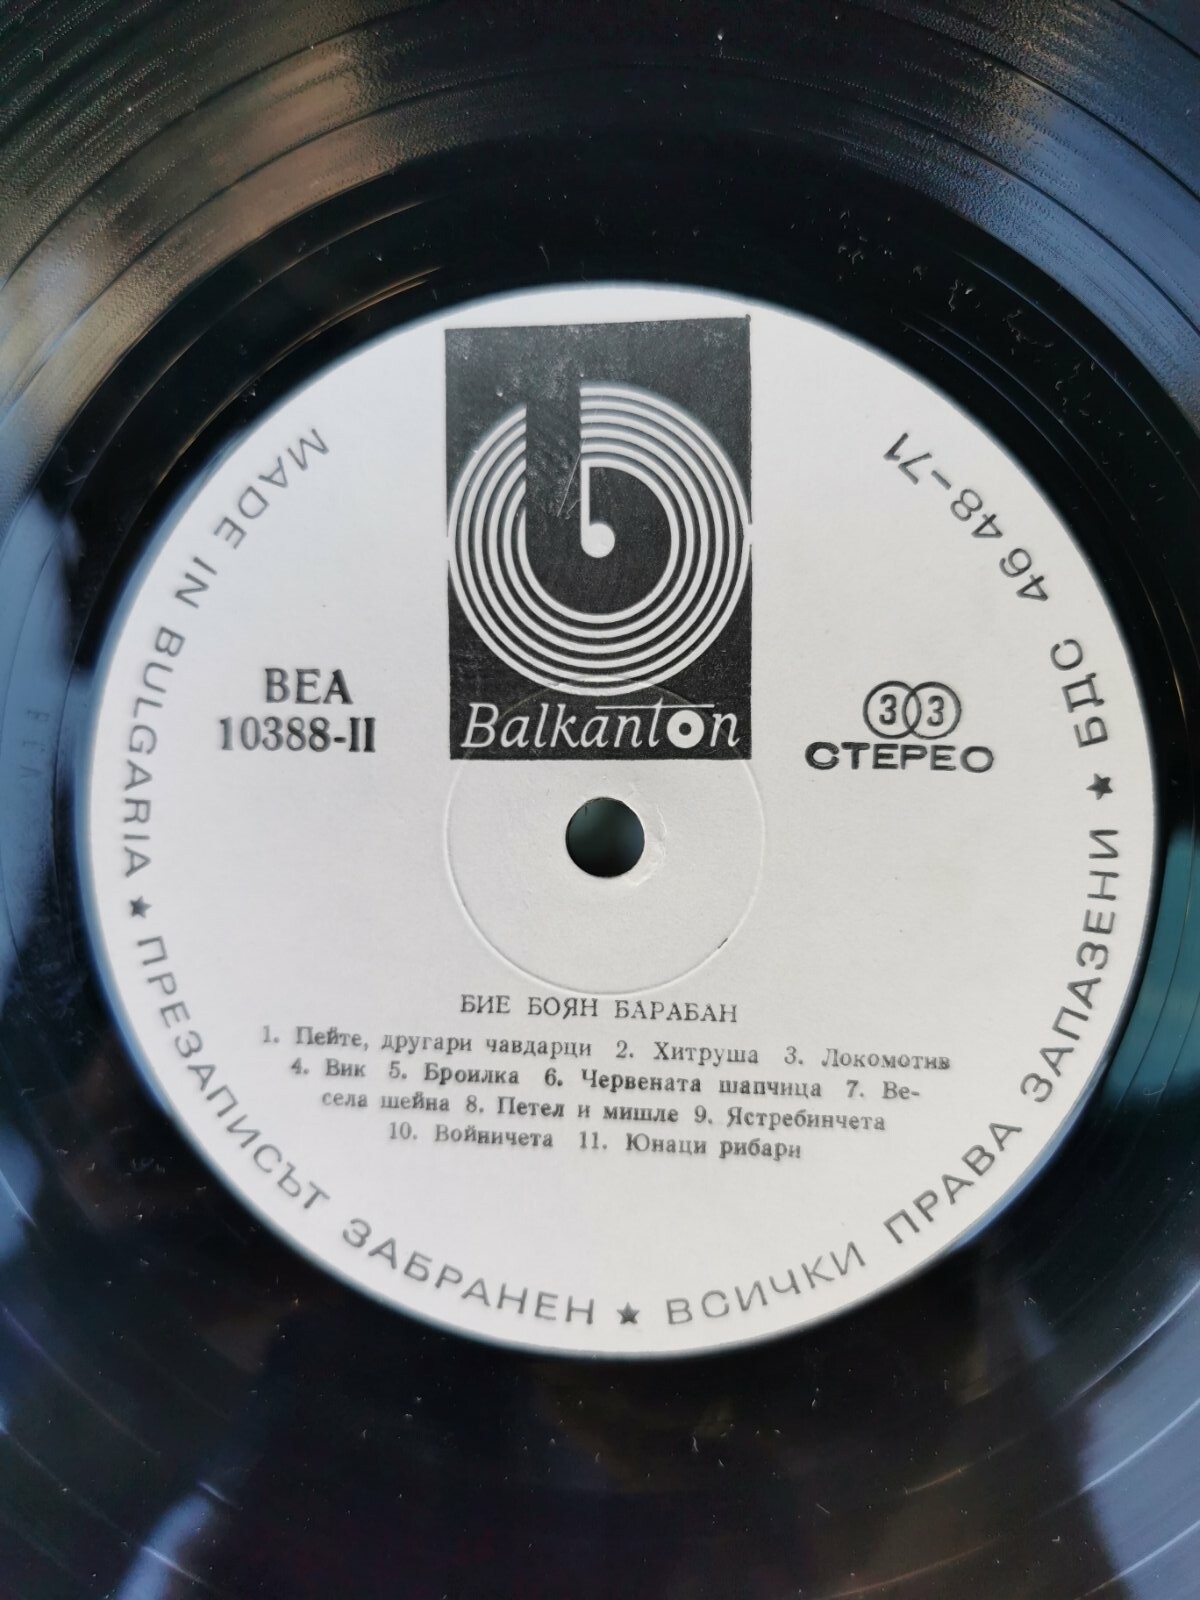 Balkanton
ВЕА
10388-II
33
СТЕРЕО
БИЕ БОЯН БАРАБАН
1. Пейте, другари чавдарци 2. Хитруша 3. Локомотив
4. Вик 5. Броилка 6. Червената шапчица 7. Ве-
села шейна 8. Петел и мишле 9. Ястребинчета
10. Войничета 11. Юнаци рибари
MADE IN BULGARIA ★ ПРЕЗАПИСЪТ ЗАБРАНЕН ★ ВСИЧКИ ПРАВА ЗАПАЗЕНИ ★ БДС 4648-71